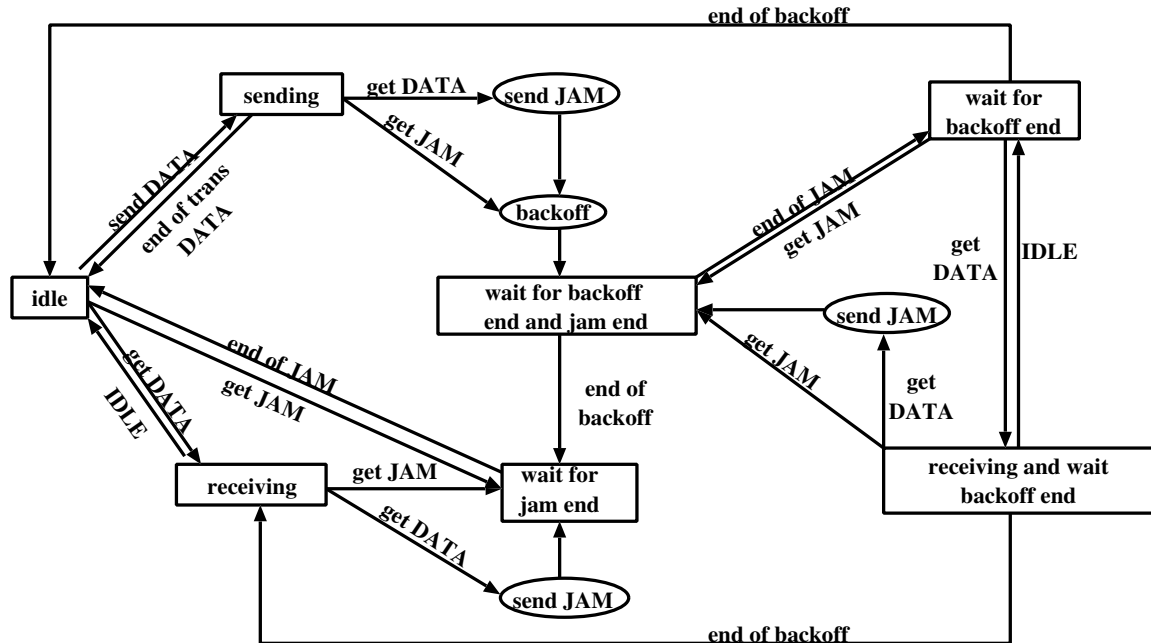 end of backoff
sending
get DATA
send JAM
wait for
backoff end
get JAM
send DATA
end of trans
DATA
backoff
end of JAM
get JAM
get
DATA
IDLE
idle
wait for backoff
end and jam end
send JAM
end of JAM
get JAM
get DATA
IDLE
end of
backoff
get JAM
get
DATA
receiving
get JAM
wait for
jam end
receiving and wait
backoff end
get DATA
send JAM
end of backoff